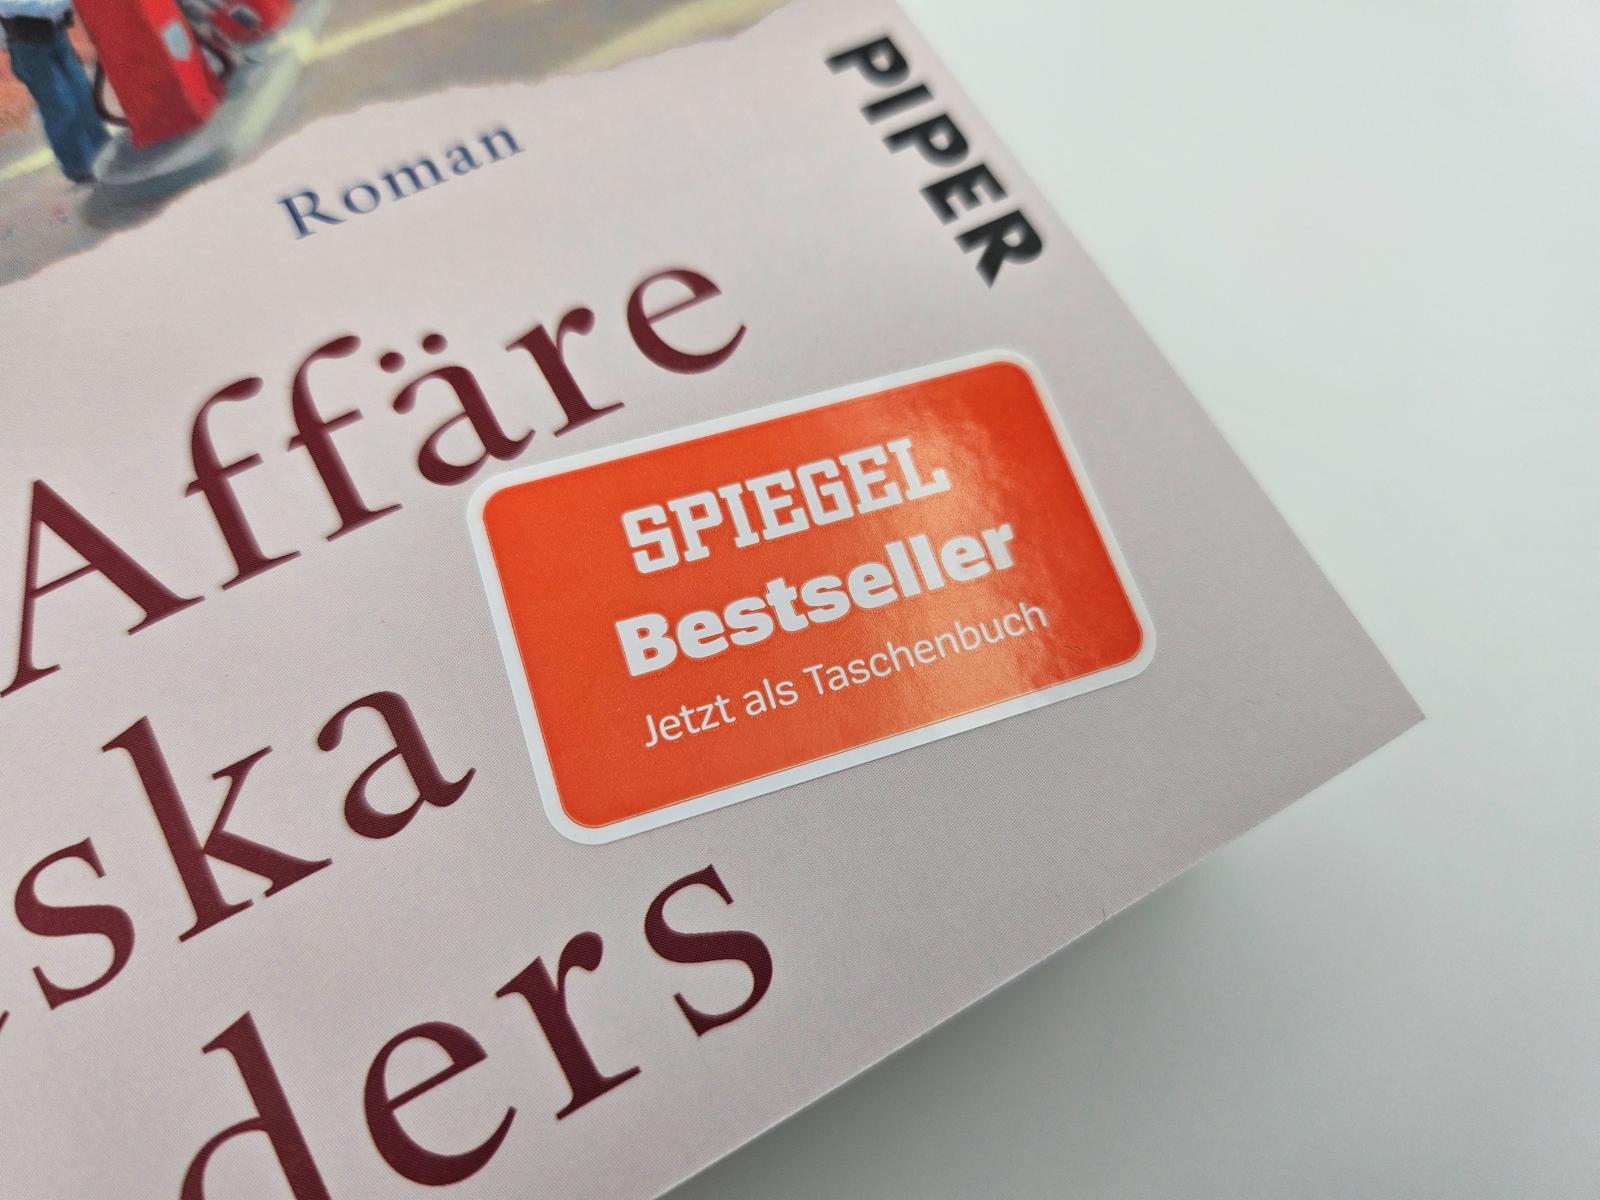 Roman
PIPER
Affäre
ska
ders
SPIEGEL
Bestseller
Jetzt als Taschenbuch